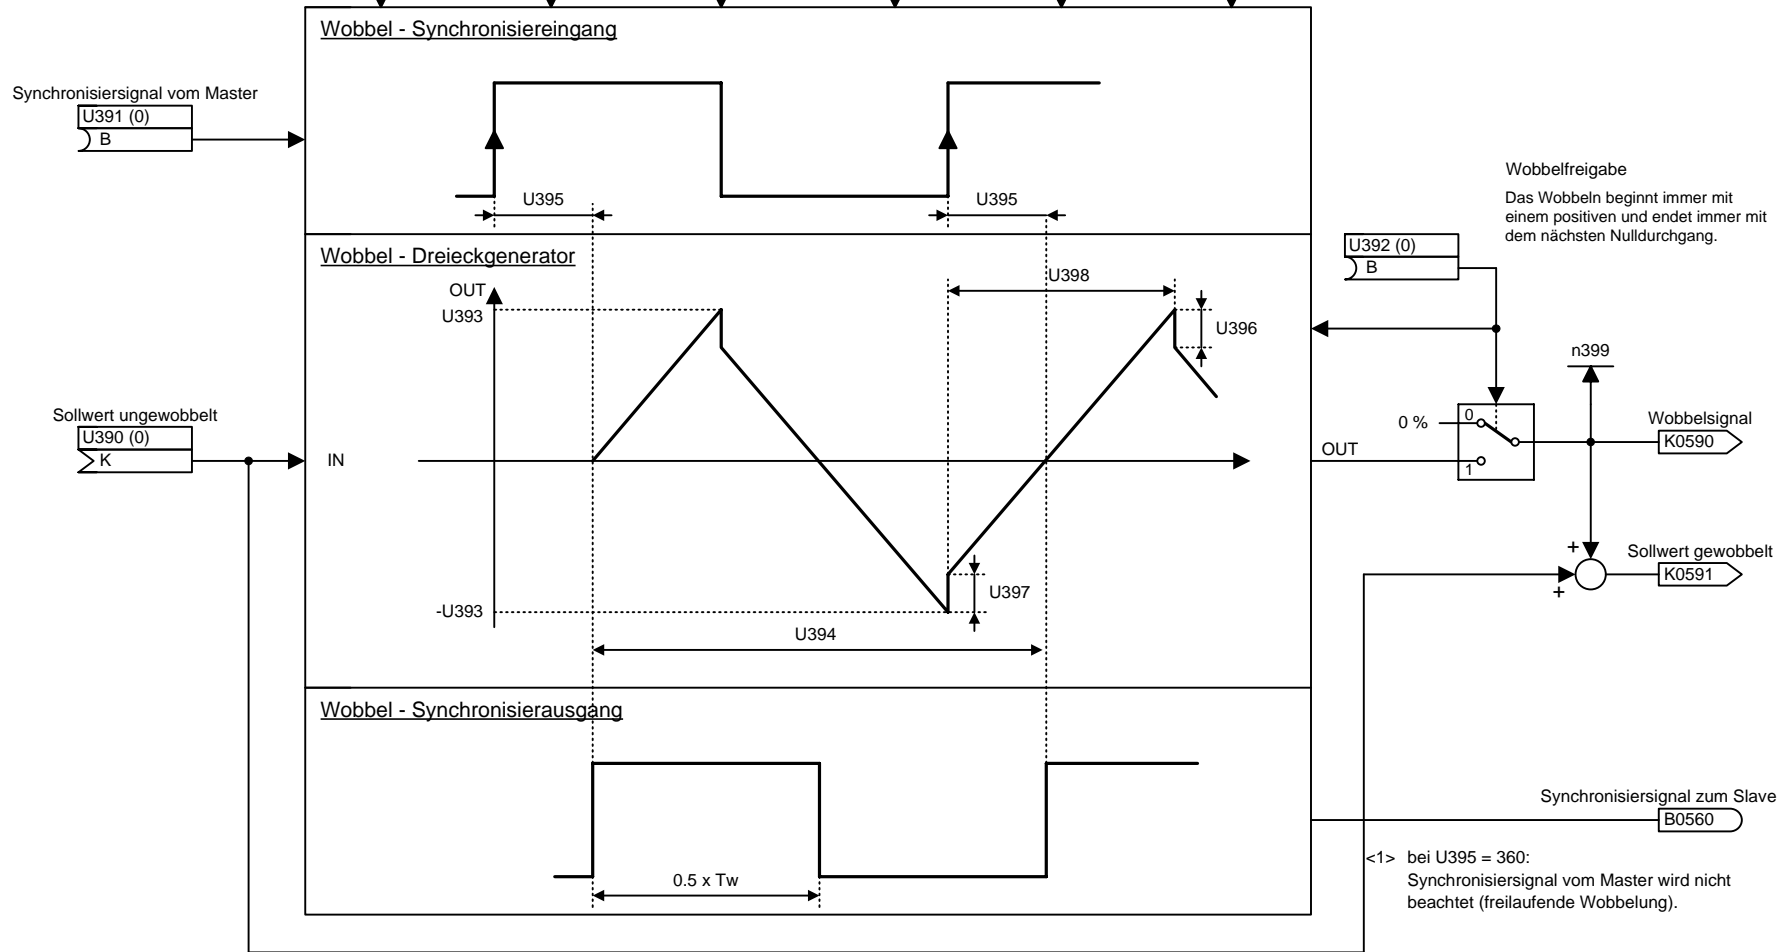 Wobbel - Synchronisiereingang
Synchronisiersignal vom Master
U391 (0)
B
U395
U395
Wobbelfreigabe
Das Wobbeln beginnt immer mit
einem positiven und endet immer mit
dem nächsten Nulldurchgang.
U392 (0)
B
Wobbel - Dreieckgenerator
OUT
U393
U398
U396
n399
Sollwert ungewobbelt
U390 (0)
K
IN
OUT
0 %
0
1
Wobbelsignal
K0590
+
+
Sollwert gewobbelt
K0591
U397
-U393
U394
Wobbel - Synchronisierausgang
0.5 x Tw
Synchronisiersignal zum Slave
B0560
<1> bei U395 = 360:
Synchronisiersignal vom Master wird nicht
beachtet (freilaufende Wobbelung).